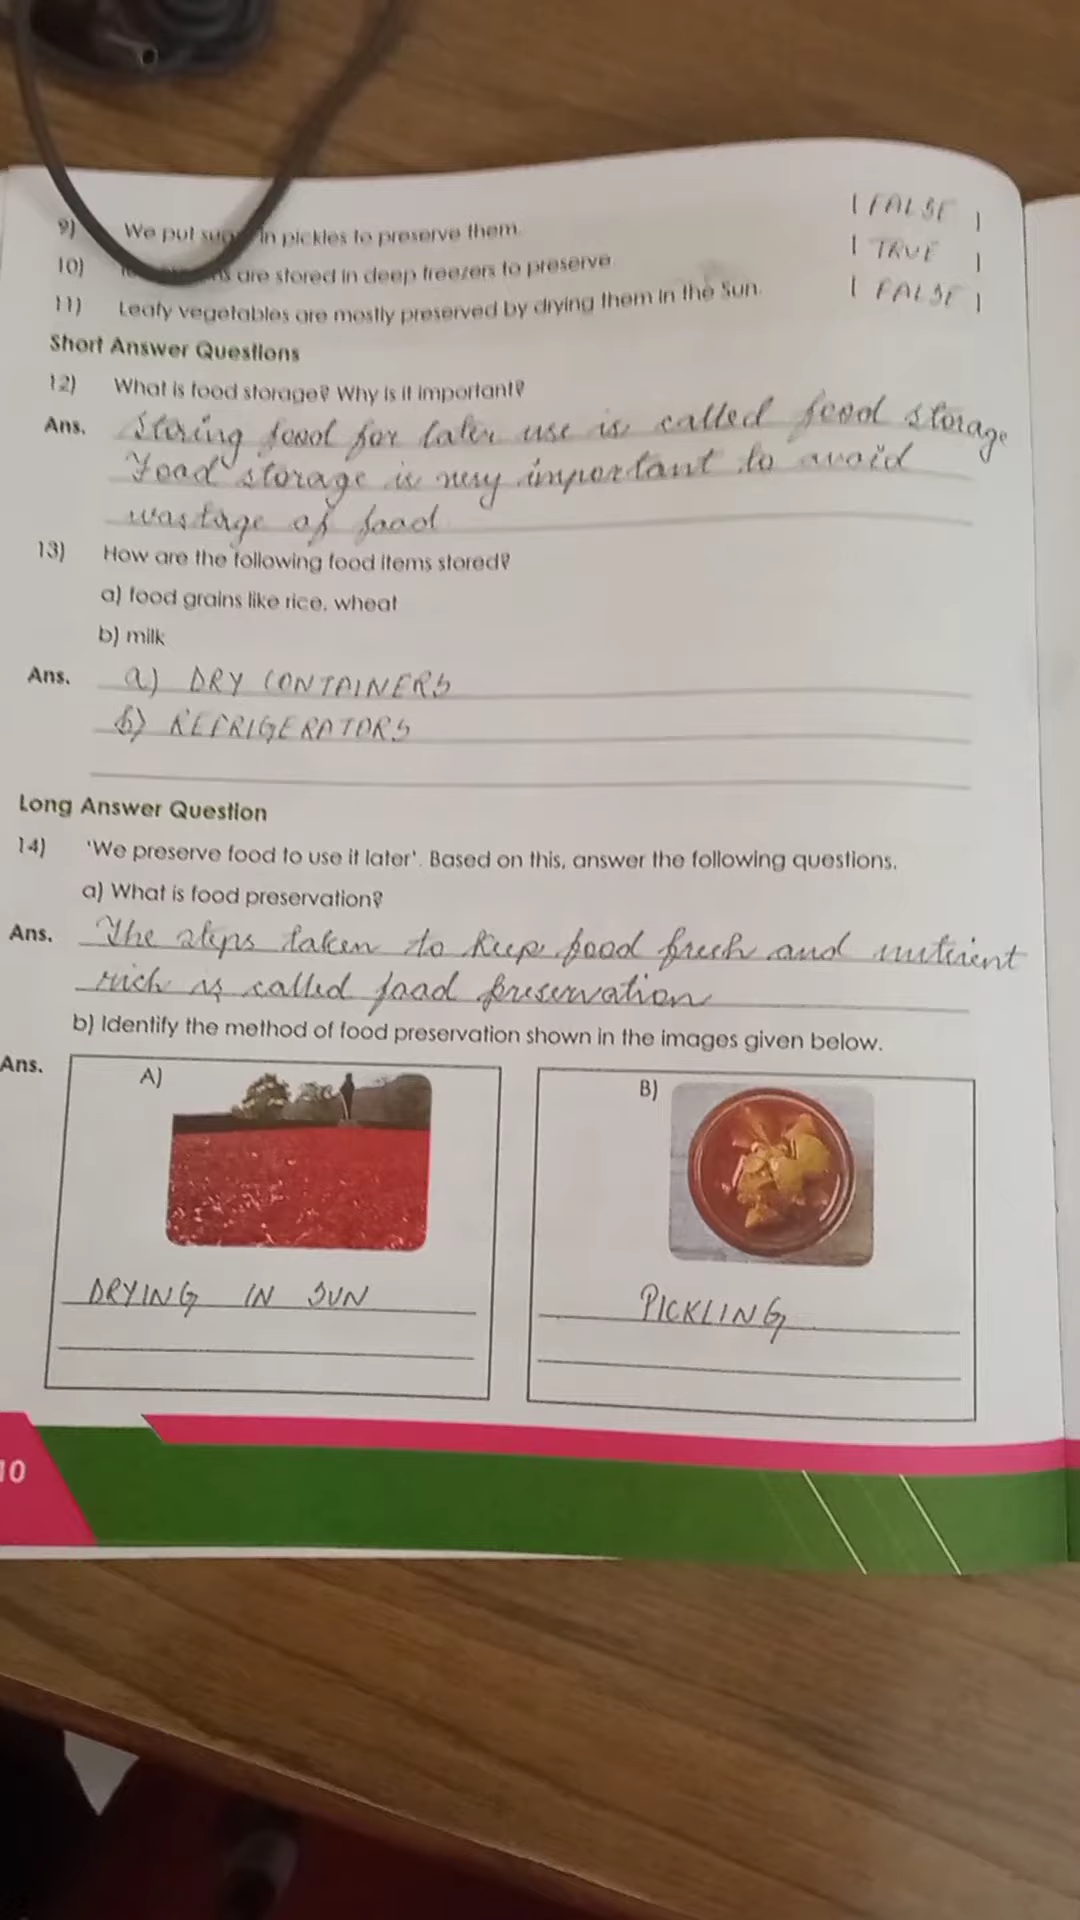 9) We put sugar in pickles to preserve them. | FALSE |
10) are stored in deep freezers to preserve. | TRUE |
11) Leafy vegetables are mostly preserved by drying them in the Sun. | FALSE |
Short Answer Questions
12) What is food storage? Why is it important?
Ans. Storing food for later use is called food storage
Food storage is very important to avoid
wastage of food
13) How are the following food items stored?
a) food grains like rice, wheat
b) milk
Ans. a) DRY CONTAINERS
b) REFRIGERATORS
Long Answer Question
14) 'We preserve food to use it later'. Based on this, answer the following questions.
a) What is food preservation?
Ans. The steps taken to keep food fresh and nutrient
rich is called food preservation
b) Identify the method of food preservation shown in the images given below.
Ans.
A)
DRYING IN SUN
B)
PICKLING
10